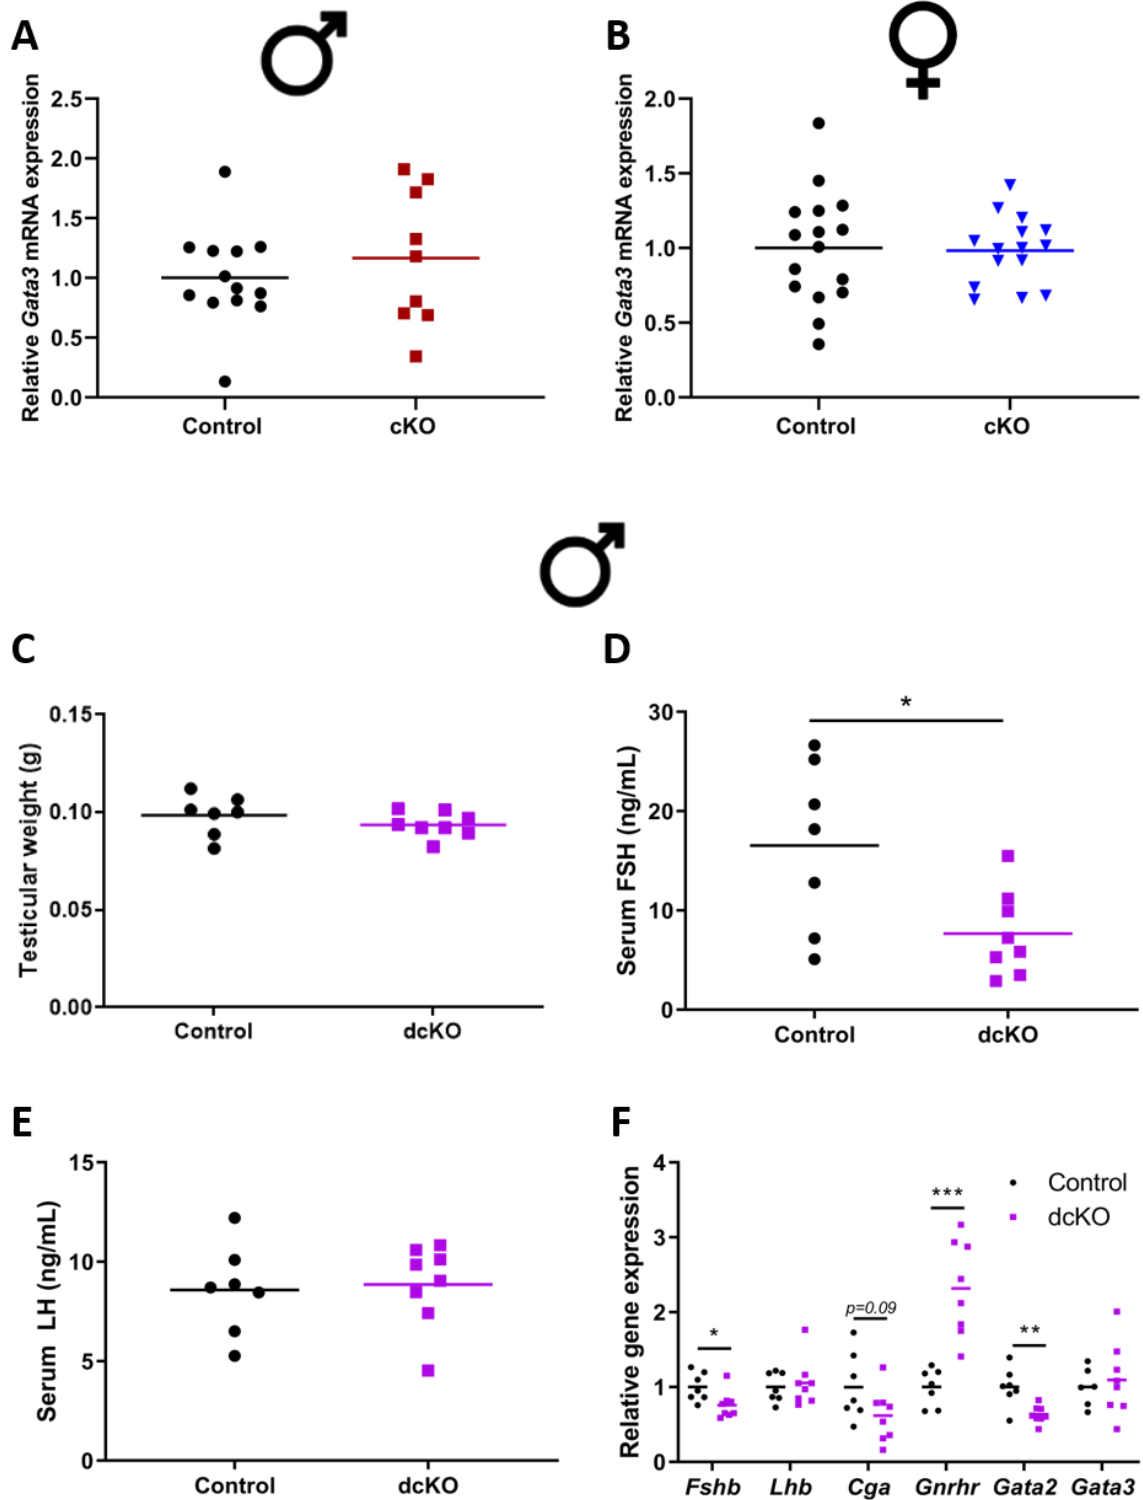 A
B
Relative Gata3 mRNA expression
2.5
2.0
1.5
1.0
0.5
0.0
Control
cKO
Relative Gata3 mRNA expression
2.0
1.5
1.0
0.5
0.0
Control
cKO
C
D
Testicular weight (g)
0.15
0.10
0.05
0.00
Control
dcKO
Serum FSH (ng/mL)
30
20
10
0
*
Control
dcKO
E
F
Serum LH (ng/mL)
15
10
5
0
Control
dcKO
Relative gene expression
4
3
2
1
0
Control
dcKO
*
p=0.09
***
**
Fshb
Lhb
Cga
Gnrhr
Gata2
Gata3